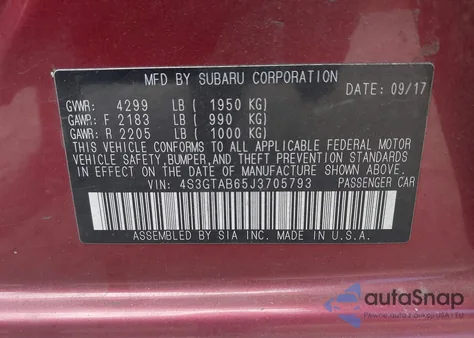 MFD BY SUBARU CORPORATION
DATE: 09/17
GVWR: 4299 LB ( 1950 KG)
GAWR: F 2183 LB ( 990 KG)
GAWR: R 2205 LB ( 1000 KG)
THIS VEHICLE CONFORMS TO ALL APPLICABLE FEDERAL MOTOR
VEHICLE SAFETY, BUMPER, AND THEFT PREVENTION STANDARDS
IN EFFECT ON THE DATE OF MANUFACTURE SHOWN ABOVE.
VIN: 4S3GTAB65J3705793 PASSENGER CAR
ASSEMBLED BY SIA INC. MADE IN U.S.A.
autoSnap